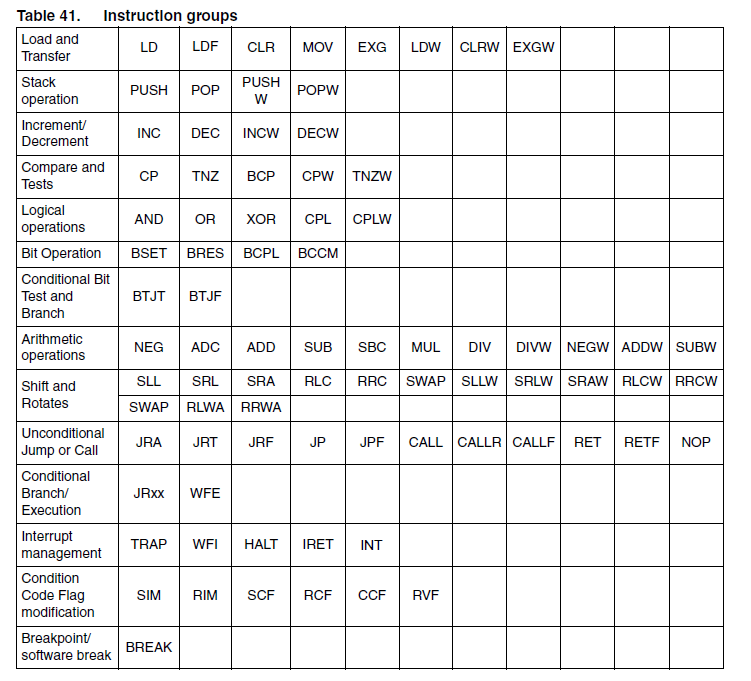 Table 41. Instruction groups
Load and
Transfer
LD LDF CLR MOV EXG LDW CLRW EXGW
Stack
operation
PUSH POP PUSH
W
POPW
Increment/
Decrement
INC DEC INCW DECW
Compare and
Tests
CP TNZ BCP CPW TNZW
Logical
operations
AND OR XOR CPL CPLW
Bit Operation BSET BRES BCPL BCCM
Conditional Bit
Test and
Branch
BTJT BTJF
Arithmetic
operations
NEG ADC ADD SUB SBC MUL DIV DIVW NEGW ADDW SUBW
Shift and
Rotates
SLL SRL SRA RLC RRC SWAP SLLW SRLW SRAW RLCW RRCW
SWAP RLWA RRWA
Unconditional
Jump or Call
JRA JRT JRF JP JPF CALL CALLR CALLF RET RETF NOP
Conditional
Branch/
Execution
JRxx WFE
Interrupt
management
TRAP WFI HALT IRET INT
Condition
Code Flag
modification
SIM RIM SCF RCF CCF RVF
Breakpoint/
software break
BREAK